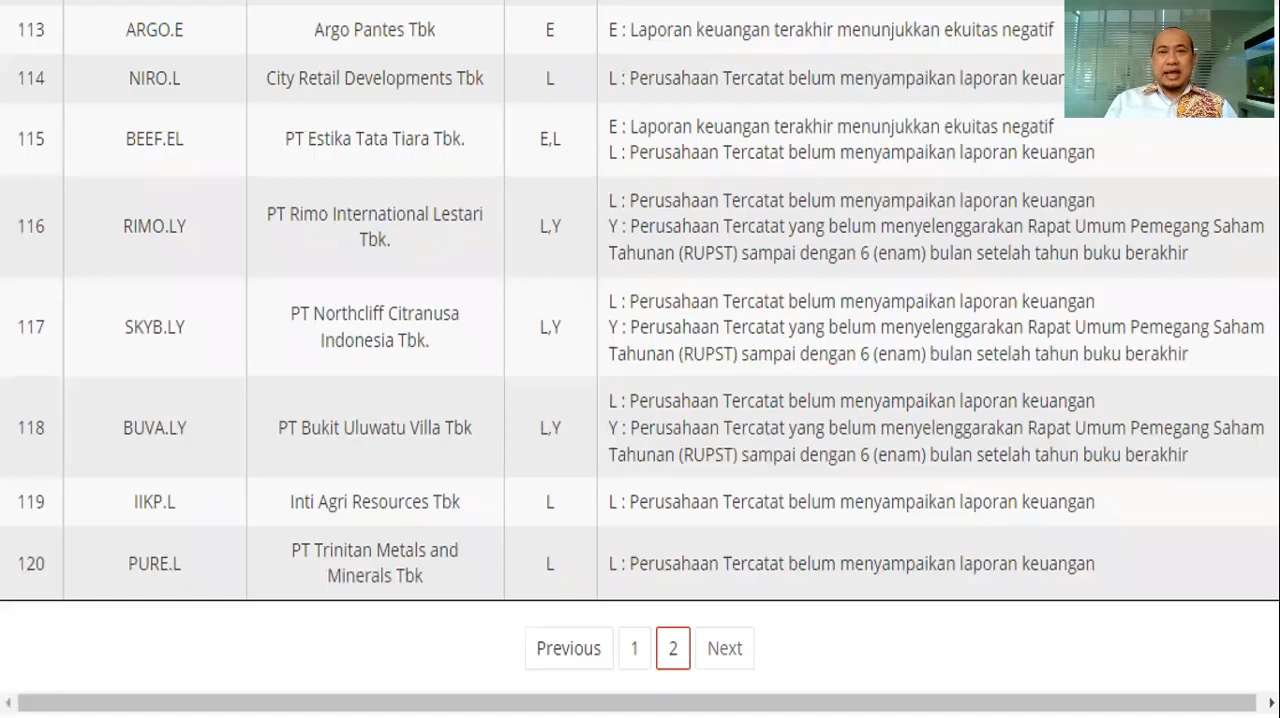 113 ARGO.E Argo Pantes Tbk E E : Laporan keuangan terakhir menunjukkan ekuitas negatif
114 NIRO.L City Retail Developments Tbk L L : Perusahaan Tercatat belum menyampaikan laporan
115 BEEF.EL PT Estika Tata Tiara Tbk. E,L E : Laporan keuangan terakhir menunjukkan ekuitas negatif
L : Perusahaan Tercatat belum menyampaikan laporan keuangan
116 RIMO.LY PT Rimo International Lestari
Tbk. L,Y L : Perusahaan Tercatat belum menyampaikan laporan keuangan
Y : Perusahaan Tercatat yang belum menyelenggarakan Rapat Umum Pemegang Saham
Tahunan (RUPST) sampai dengan 6 (enam) bulan setelah tahun buku berakhir
117 SKYB.LY PT Northcliff Citranusa
Indonesia Tbk. L,Y L : Perusahaan Tercatat belum menyampaikan laporan keuangan
Y : Perusahaan Tercatat yang belum menyelenggarakan Rapat Umum Pemegang Saham
Tahunan (RUPST) sampai dengan 6 (enam) bulan setelah tahun buku berakhir
118 BUVA.LY PT Bukit Uluwatu Villa Tbk L,Y L : Perusahaan Tercatat belum menyampaikan laporan keuangan
Y : Perusahaan Tercatat yang belum menyelenggarakan Rapat Umum Pemegang Saham
Tahunan (RUPST) sampai dengan 6 (enam) bulan setelah tahun buku berakhir
119 IIKP.L Inti Agri Resources Tbk L L : Perusahaan Tercatat belum menyampaikan laporan keuangan
120 PURE.L PT Trinitan Metals and
Minerals Tbk L L : Perusahaan Tercatat belum menyampaikan laporan keuangan
Previous 1 2 Next